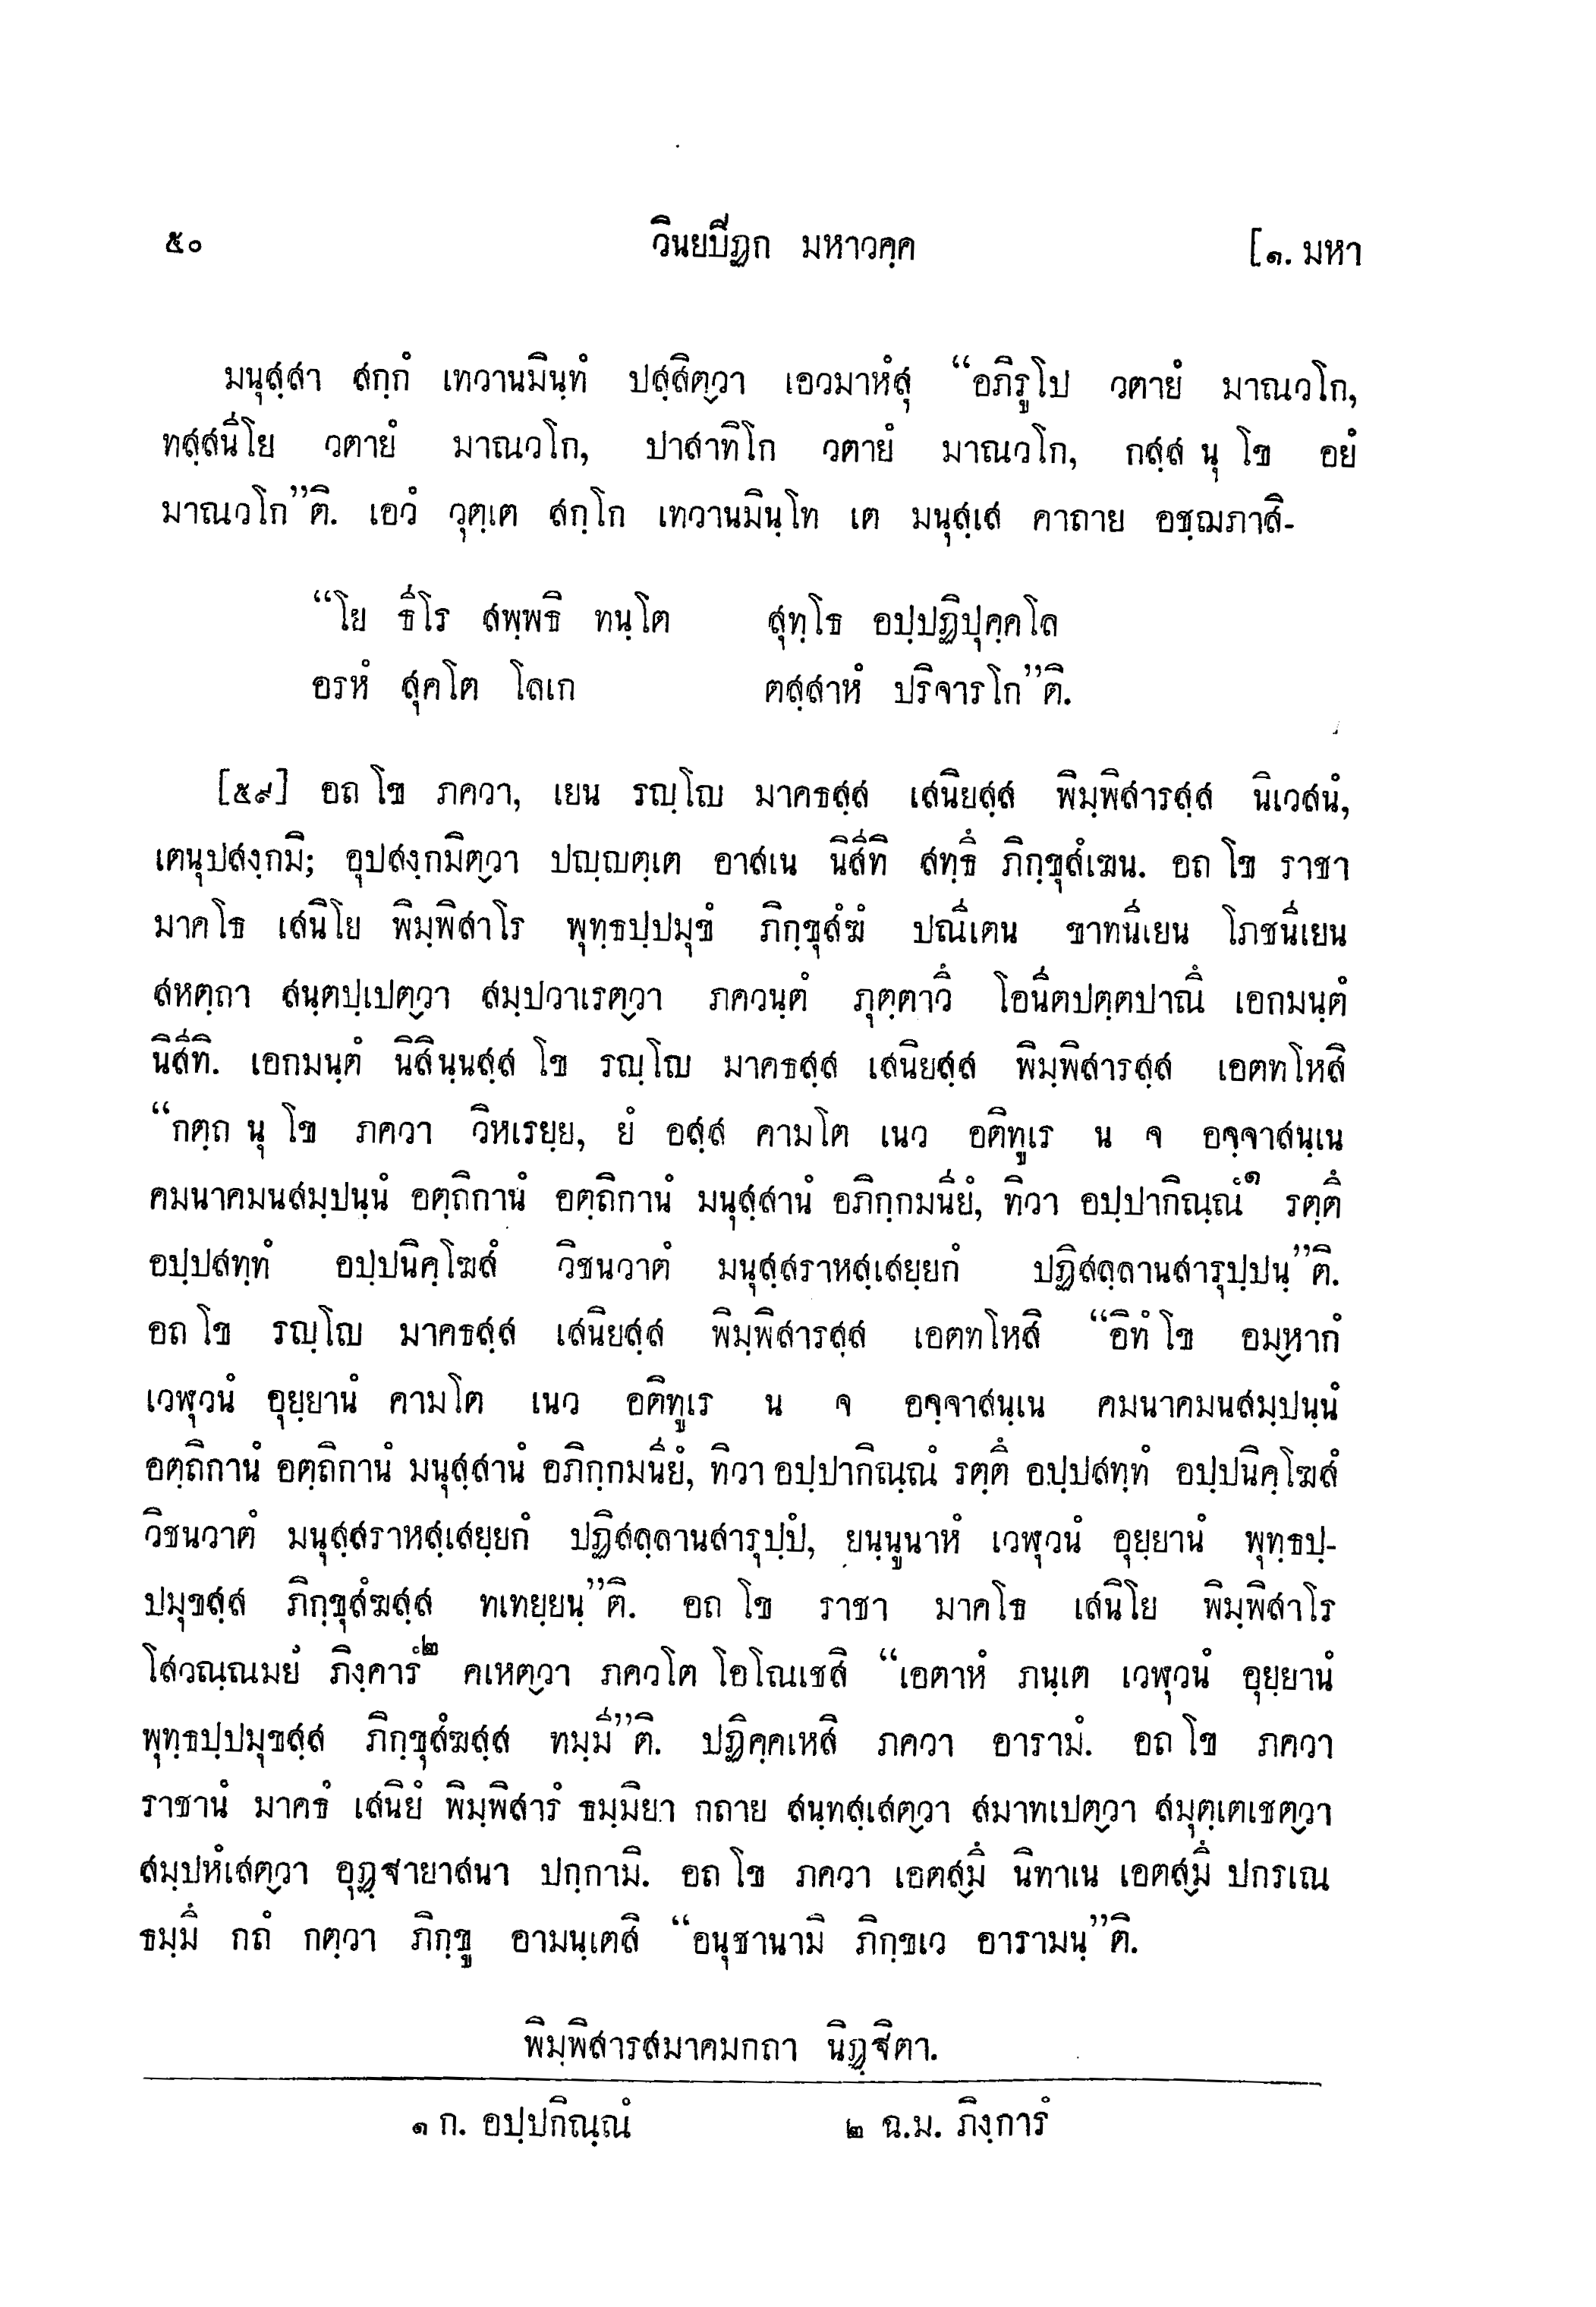 ๕๐ วินยปิฏก มหาวคฺค [๑. มหา
มนุสฺสา สกฺกํ เทวานมินฺทํ ปสฺสิตฺวา เอวมาหํสุ “อภิรูโป วตายํ มาณวโก,
ทสฺสนีโย วตายํ มาณวโก, ปาสาทิโก วตายํ มาณวโก, กสฺส นุ โข อยํ
มาณวโก”ติ. เอวํ วุตฺเต สกฺโก เทวานมินฺโท เต มนุสฺเส คาถาย อชฺฌภาสิ-
“โย ธีโร สพฺพธิ ทนฺโต สุทฺโธ อปฺปฏิปุคฺคโล
อรหํ สุคโต โลเก ตสฺสาหํ ปริจารโก”ติ.
[๕๙] อถ โข ภควา, เยน รญฺโญ มาคธสฺส เสนิยสฺส พิมฺพิสารสฺส นิเวสนํ,
เตนุปสงฺกมิ; อุปสงฺกมิตฺวา ปญฺญตฺเต อาสเน นิสีทิ สทฺธึ ภิกฺขุสํเฆน. อถ โข ราชา
มาคโธ เสนิโย พิมฺพิสาโร พุทฺธปฺปมุขํ ภิกฺขุสํฆํ ปณีเตน ขาทนีเยน โภชนีเยน
สหตฺถา สนฺตปฺเปตฺวา สมฺปวาเรตฺวา ภควนฺตํ ภุตฺตาวึ โอนีตปตฺตปาณึ เอกมนฺตํ
นิสีทิ. เอกมนฺตํ นิสินฺนสฺส โข รญฺโญ มาคธสฺส เสนิยสฺส พิมฺพิสารสฺส เอตทโหสิ
“กตฺถ นุ โข ภควา วิหเรยฺย, ยํ อสฺส คามโต เนว อติทูเร น จ อจฺจาสนฺเน
คมนาคมนสมฺปนฺนํ อตฺถิกานํ อตฺถิกานํ มนุสฺสานํ อภิกฺกมนียํ, ทิวา อปฺปากิณฺณํ๑ รตฺตึ
อปฺปสทฺทํ อปฺปนิคฺโฆสํ วิชนวาตํ มนุสฺสราหสฺเสยฺยกํ ปฏิสลฺลานสารุปฺปนฺ”ติ.
อถ โข รญฺโญ มาคธสฺส เสนิยสฺส พิมฺพิสารสฺส เอตทโหสิ “อิทํ โข อมฺหากํ
เวฬุวนํ อุยฺยานํ คามโต เนว อติทูเร น จ อจฺจาสนฺเน คมนาคมนสมฺปนฺนํ
อตฺถิกานํ อตฺถิกานํ มนุสฺสานํ อภิกฺกมนียํ, ทิวา อปฺปากิณฺณํ รตฺตึ อปฺปสทฺทํ อปฺปนิคฺโฆสํ
วิชนวาตํ มนุสฺสราหสฺเสยฺยกํ ปฏิสลฺลานสารุปฺปํ, ยนฺนูนาหํ เวฬุวนํ อุยฺยานํ พุทฺธปฺ-
ปมุขสฺส ภิกฺขุสํฆสฺส ทเทยฺยนฺ”ติ. อถ โข ราชา มาคโธ เสนิโย พิมฺพิสาโร
โสวณฺณมยํ ภิงฺคารํ๒ คเหตฺวา ภควโต โอโณเชสิ “เอตาหํ ภนฺเต เวฬุวนํ อุยฺยานํ
พุทฺธปฺปมุขสฺส ภิกฺขุสํฆสฺส ทมฺมี”ติ. ปฏิคฺคเหสิ ภควา อารามํ. อถ โข ภควา
ราชานํ มาคธํ เสนิยํ พิมฺพิสารํ ธมฺมิยา กถาย สนฺทสฺเสตฺวา สมาทเปตฺวา สมุตฺเตเชตฺวา
สมฺปหํเสตฺวา อุฏฺฐายาสนา ปกฺกามิ. อถ โข ภควา เอตสฺมึ นิทาเน เอตสฺมึ ปกรเณ
ธมฺมึ กถํ กตฺวา ภิกฺขู อามนฺเตสิ “อนุชานามิ ภิกฺขเว อารามนฺ”ติ.
พิมฺพิสารสมาคมกถา นิฏฺฐิตา.
๑ ก. อปฺปกิณฺณํ ๒ ฉ.ม. ภิงฺการํ